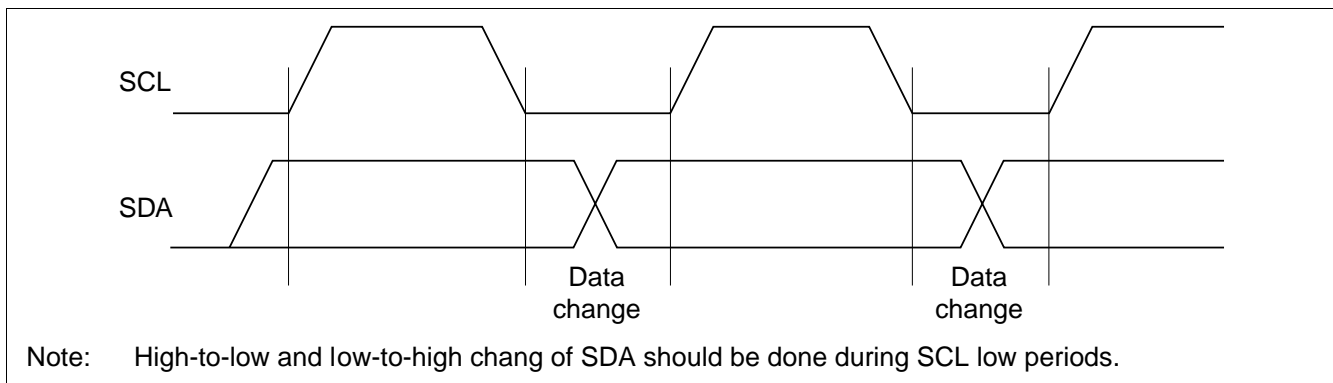 SCL
SDA
Data
change
Data
change
Note: High-to-low and low-to-high chang of SDA should be done during SCL low periods.